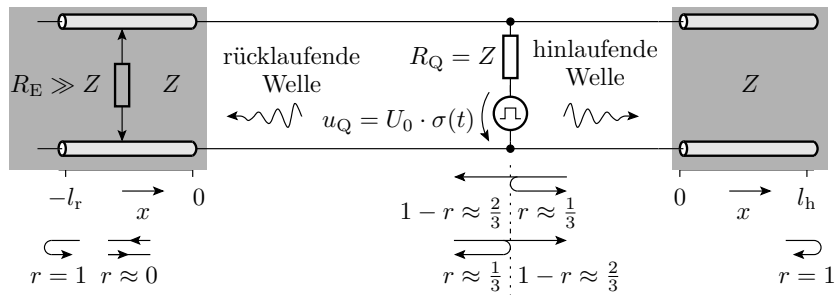 rücklaufende
Welle
R_Q = Z
hinlaufende
Welle
R_E ≫ Z
Z
Z
u_Q = U_0 · σ(t)
−l_r
x
0
0
x
l_h
1 − r ≈ 2/3
r ≈ 1/3
r = 1
r ≈ 0
r ≈ 1/3
1 − r ≈ 2/3
r = 1